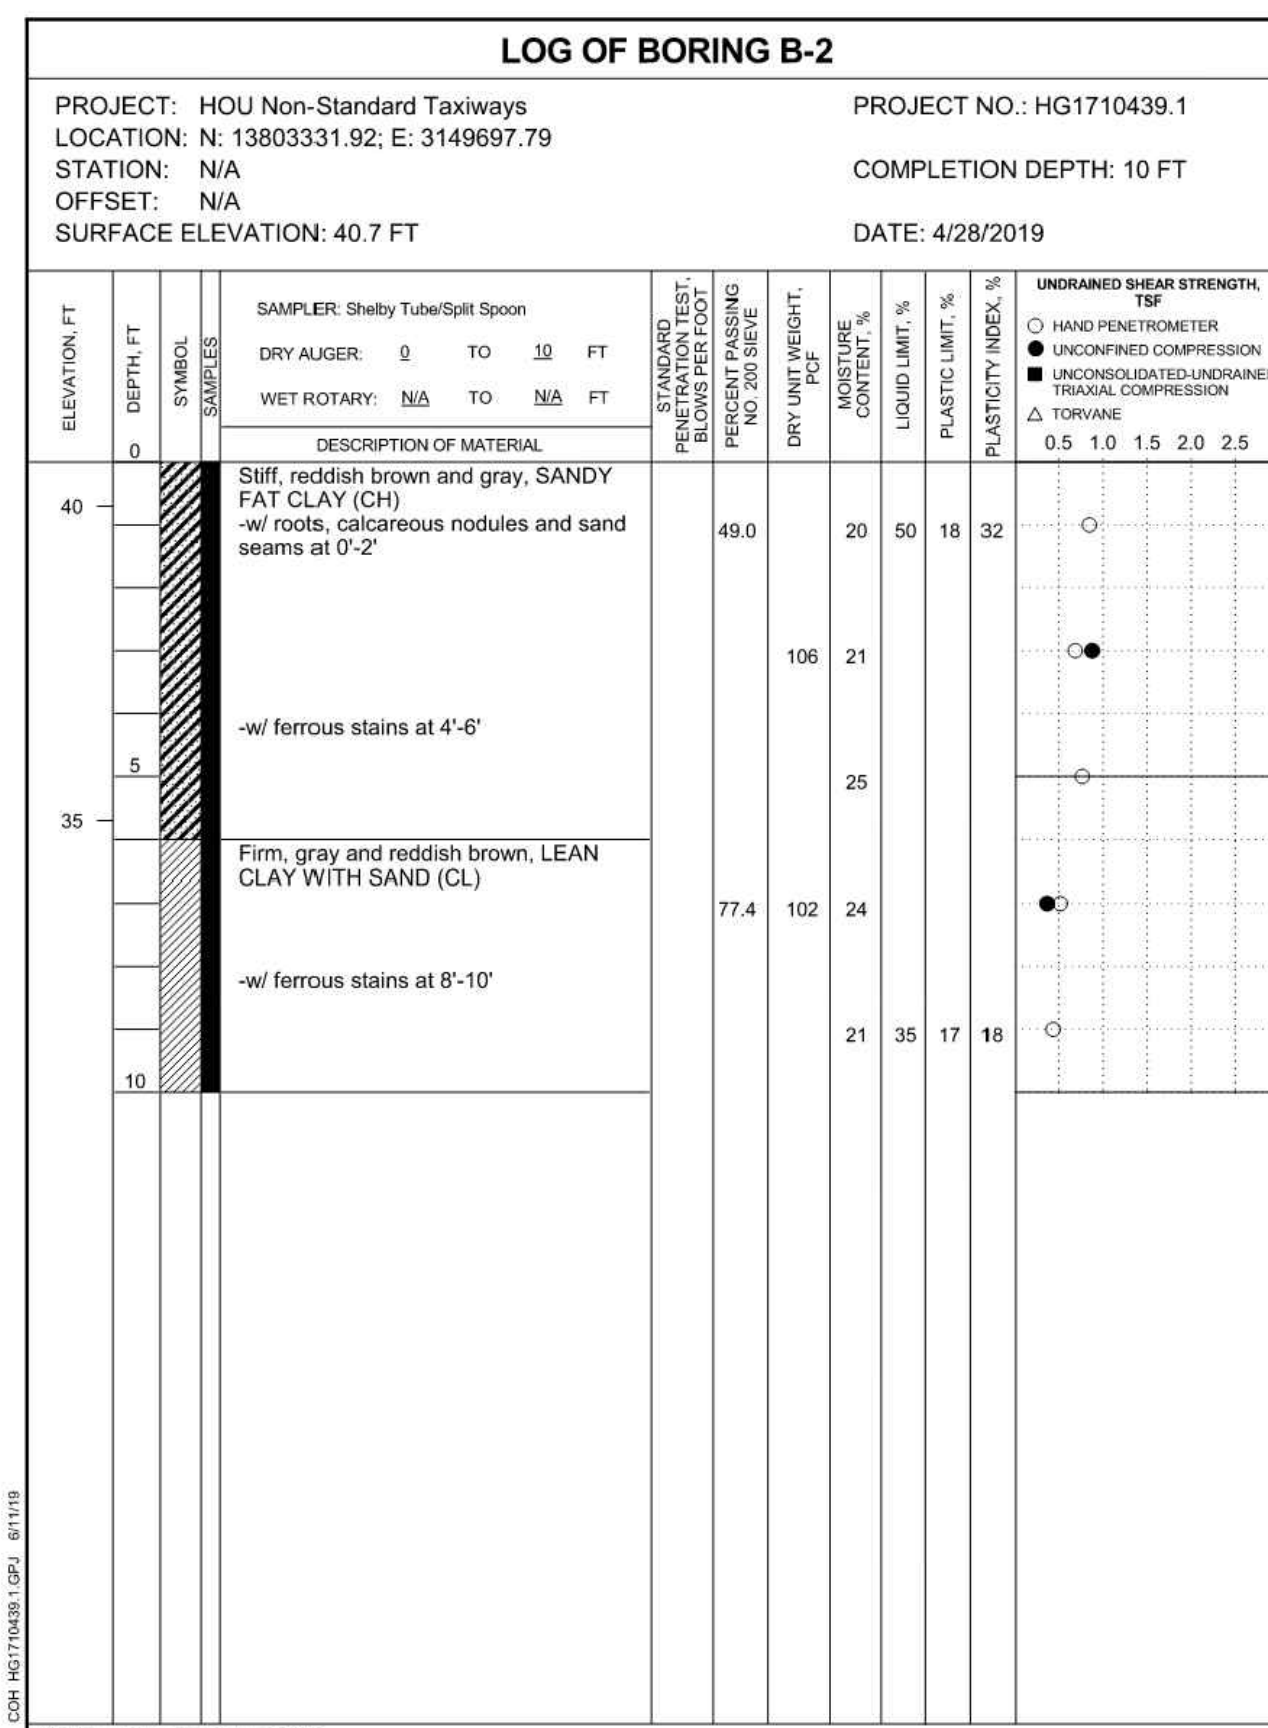 LOG OF BORING B-2
PROJECT: HOU Non-Standard Taxiways
PROJECT NO.: HG1710439.1
LOCATION: N: 13803331.92; E: 3149697.79
STATION: N/A
COMPLETION DEPTH: 10 FT
OFFSET: N/A
SURFACE ELEVATION: 40.7 FT
DATE: 4/28/2019
ELEVATION, FT
DEPTH, FT
SYMBOL
SAMPLES
SAMPLER: Shelby Tube/Split Spoon
DRY AUGER: 0 TO 10 FT
WET ROTARY: N/A TO N/A FT
DESCRIPTION OF MATERIAL
STANDARD
PENETRATION TEST,
BLOWS PER FOOT
PERCENT PASSING
NO. 200 SIEVE
DRY UNIT WEIGHT,
PCF
MOISTURE
CONTENT, %
LIQUID LIMIT, %
PLASTIC LIMIT, %
PLASTICITY INDEX, %
UNDRAINED SHEAR STRENGTH,
TSF
HAND PENETROMETER
UNCONFINED COMPRESSION
UNCONSOLIDATED-UNDRAINE
TRIAXIAL COMPRESSION
TORVANE
0.5 1.0 1.5 2.0 2.5
0
Stiff, reddish brown and gray, SANDY
FAT CLAY (CH)
40
-w/ roots, calcareous nodules and sand
seams at 0'-2'
49.0 20 50 18 32
106 21
-w/ ferrous stains at 4'-6'
5
25
35
Firm, gray and reddish brown, LEAN
CLAY WITH SAND (CL)
77.4 102 24
-w/ ferrous stains at 8'-10'
21 35 17 18
10
COH HG1710439.1.GPJ 6/11/19